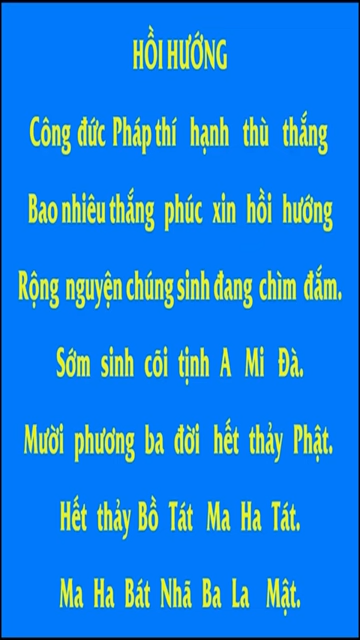 HỒI HƯỚNG
Công đức Pháp thí hạnh thù thắng
Bao nhiêu thắng phúc xin hồi hướng
Rộng nguyện chúng sinh đang chìm đắm.
Sớm sinh cõi tịnh A Mi Đà.
Mười phương ba đời hết thảy Phật.
Hết thảy Bồ Tát Ma Ha Tát.
Ma Ha Bát Nhã Ba La Mật.